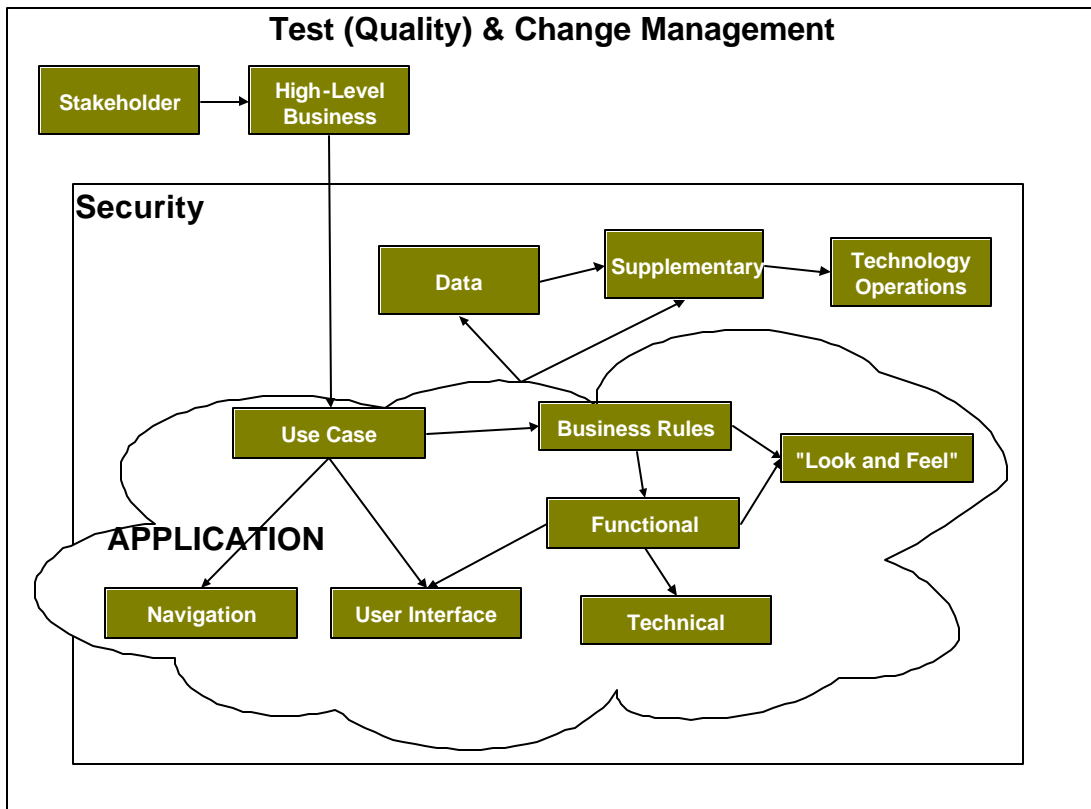 Test (Quality) & Change Management
Stakeholder
High-Level
Business
Security
Data
Supplementary
Technology
Operations
Use Case
Business Rules
"Look and Feel"
Functional
APPLICATION
Navigation
User Interface
Technical